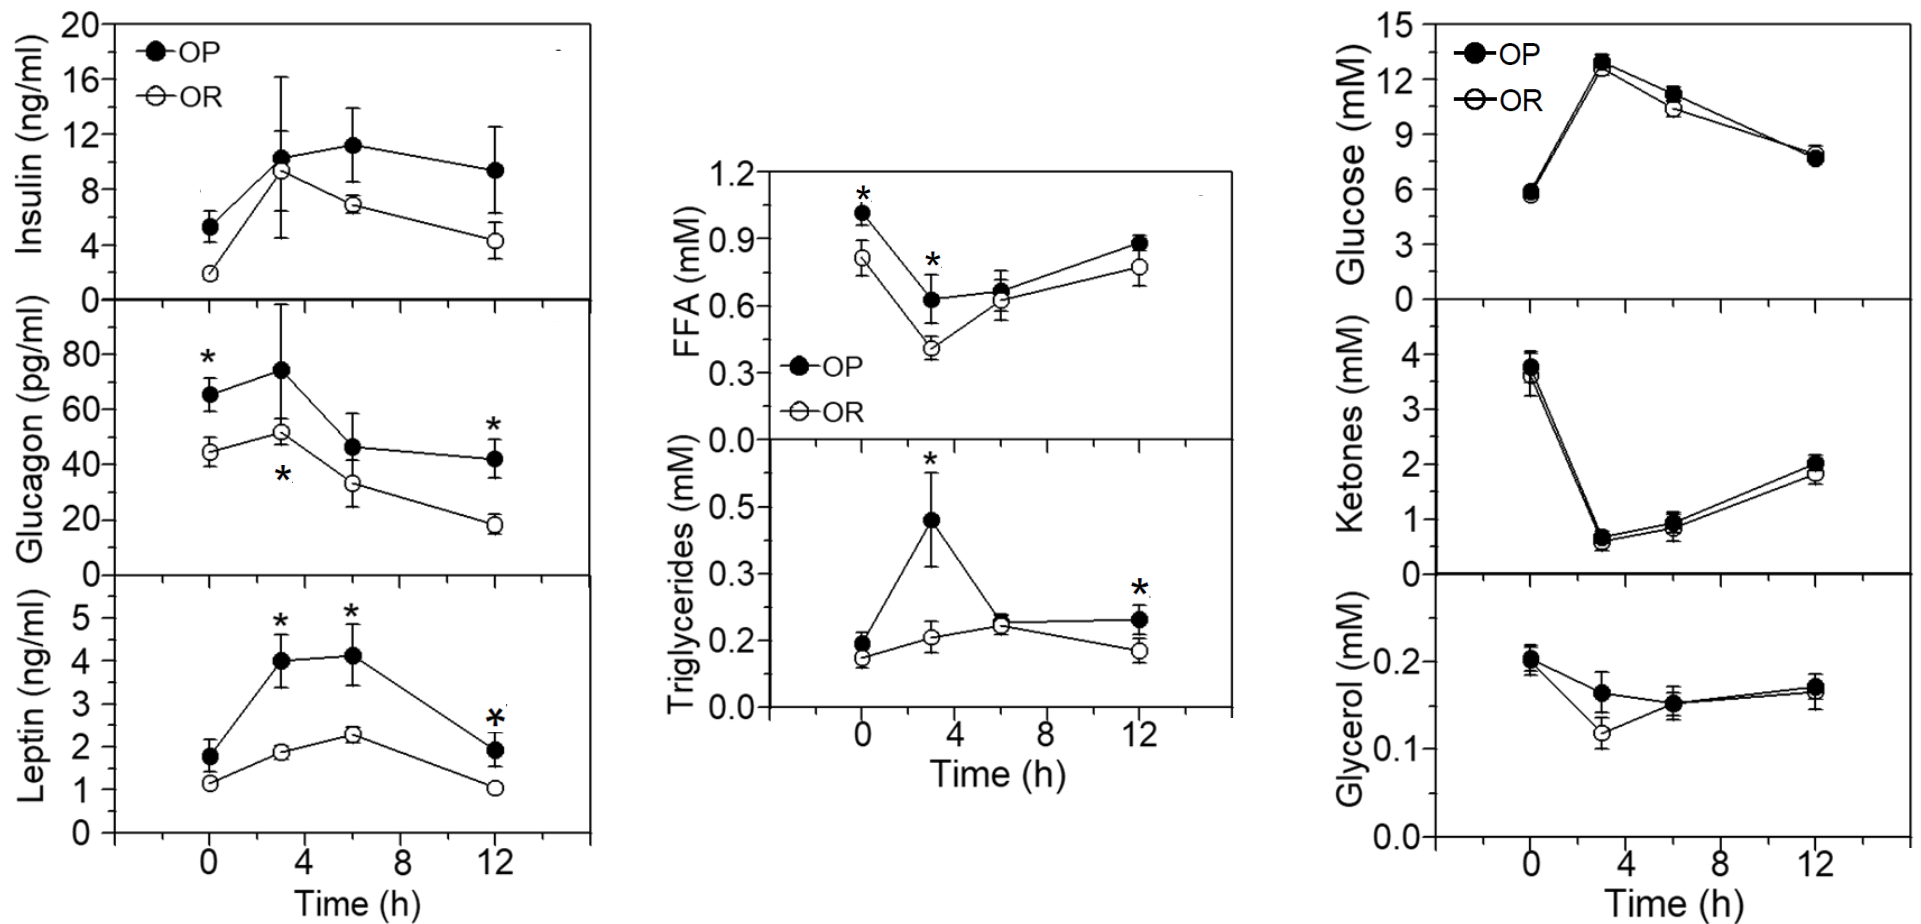 Insulin (ng/ml)
20
16
12
8
4
0
OP
OR
Glucagon (pg/ml)
80
60
40
20
0
*
*
*
Leptin (ng/ml)
5
4
3
2
1
0
*
*
*
0 4 8 12
Time (h)
FFA (mM)
1.2
0.9
0.6
0.3
0.0
*
*
OP
OR
Triglycerides (mM)
0.5
0.3
0.2
0.0
*
*
0 4 8 12
Time (h)
Glucose (mM)
15
12
9
6
3
0
OP
OR
Ketones (mM)
4
3
2
1
0
Glycerol (mM)
0.2
0.1
0.0
0 4 8 12
Time (h)